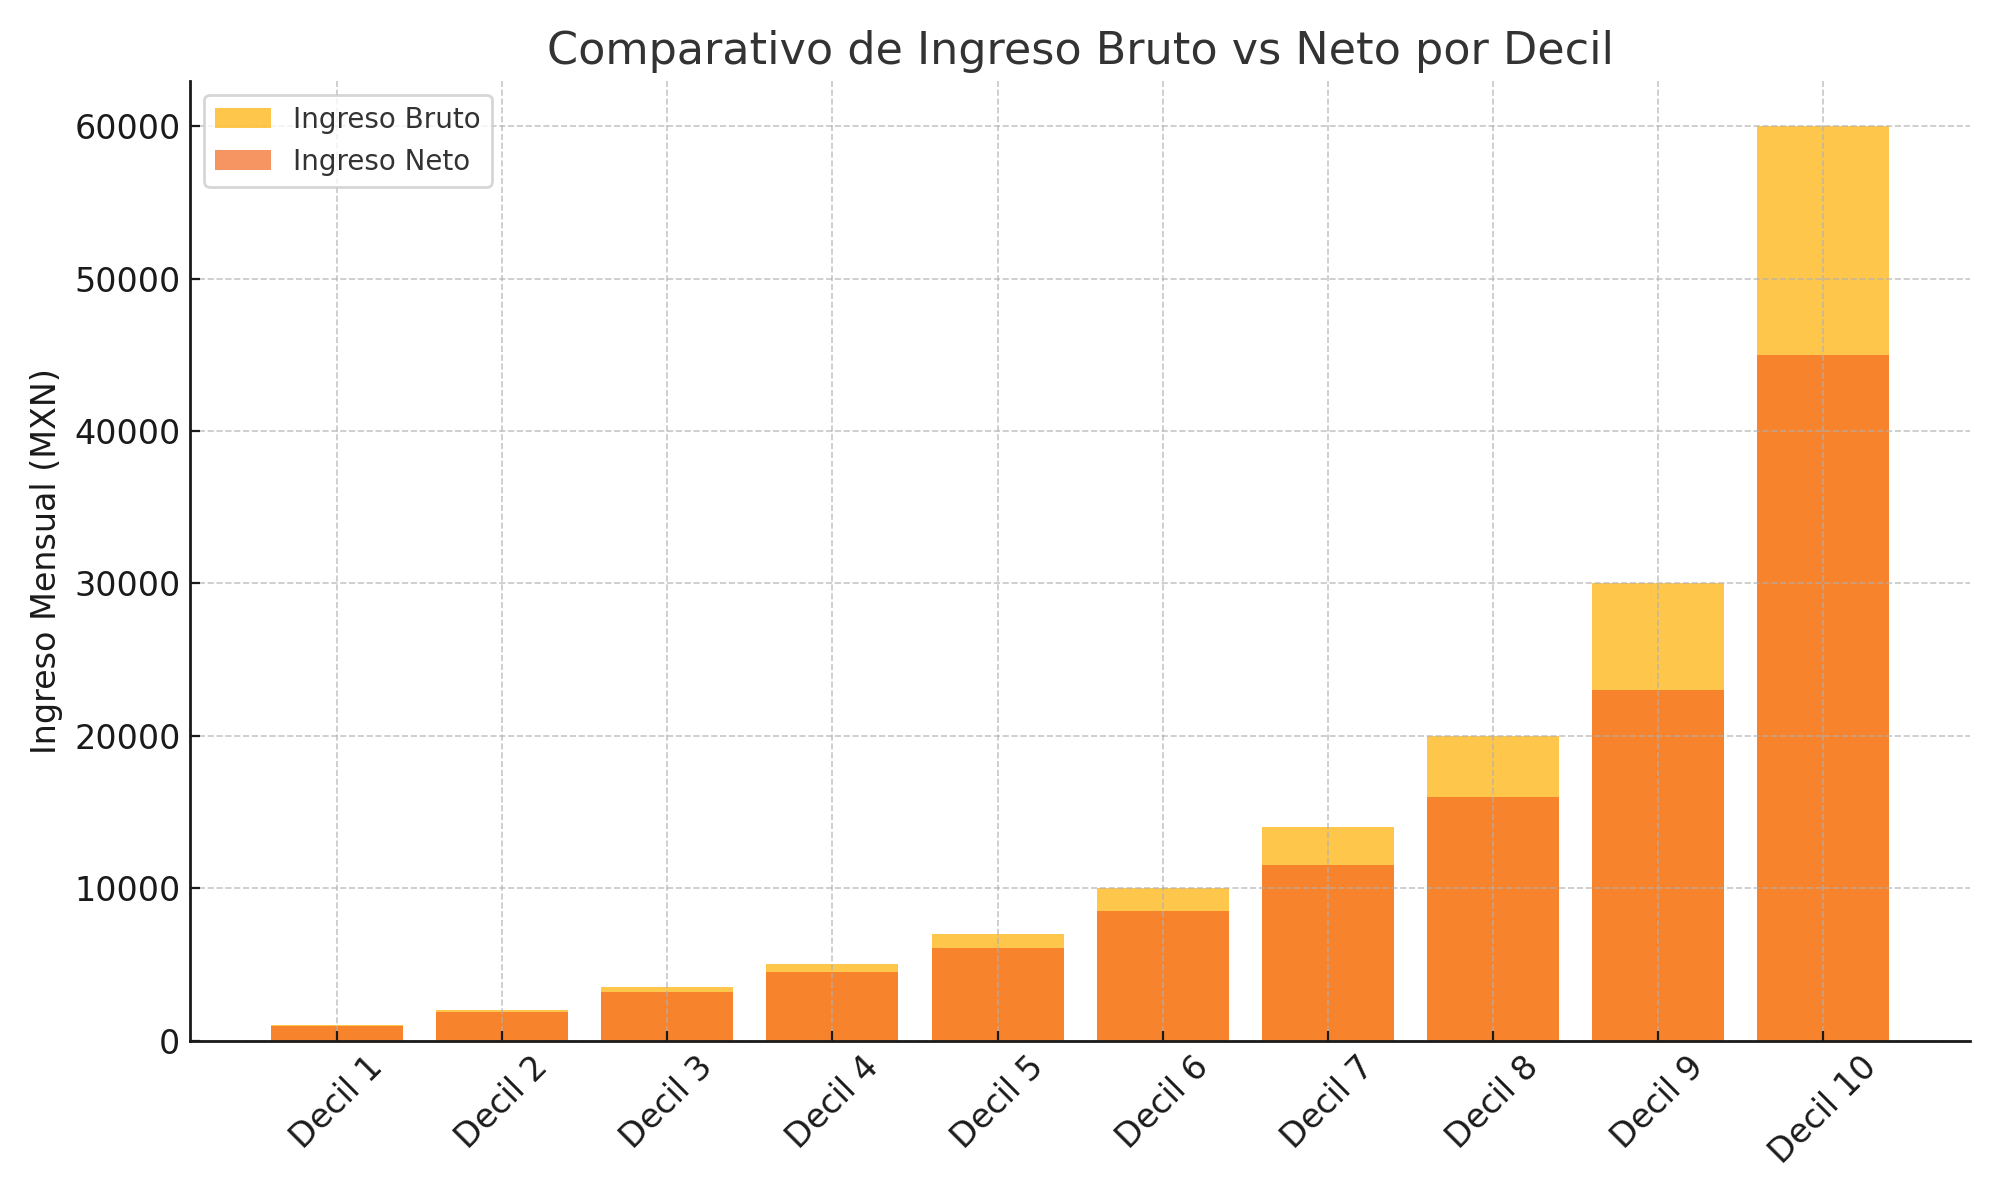 Comparativo de Ingreso Bruto vs Neto por Decil
Ingreso Bruto
Ingreso Neto
Ingreso Mensual (MXN)
60000
50000
40000
30000
20000
10000
0
Decil 1
Decil 2
Decil 3
Decil 4
Decil 5
Decil 6
Decil 7
Decil 8
Decil 9
Decil 10